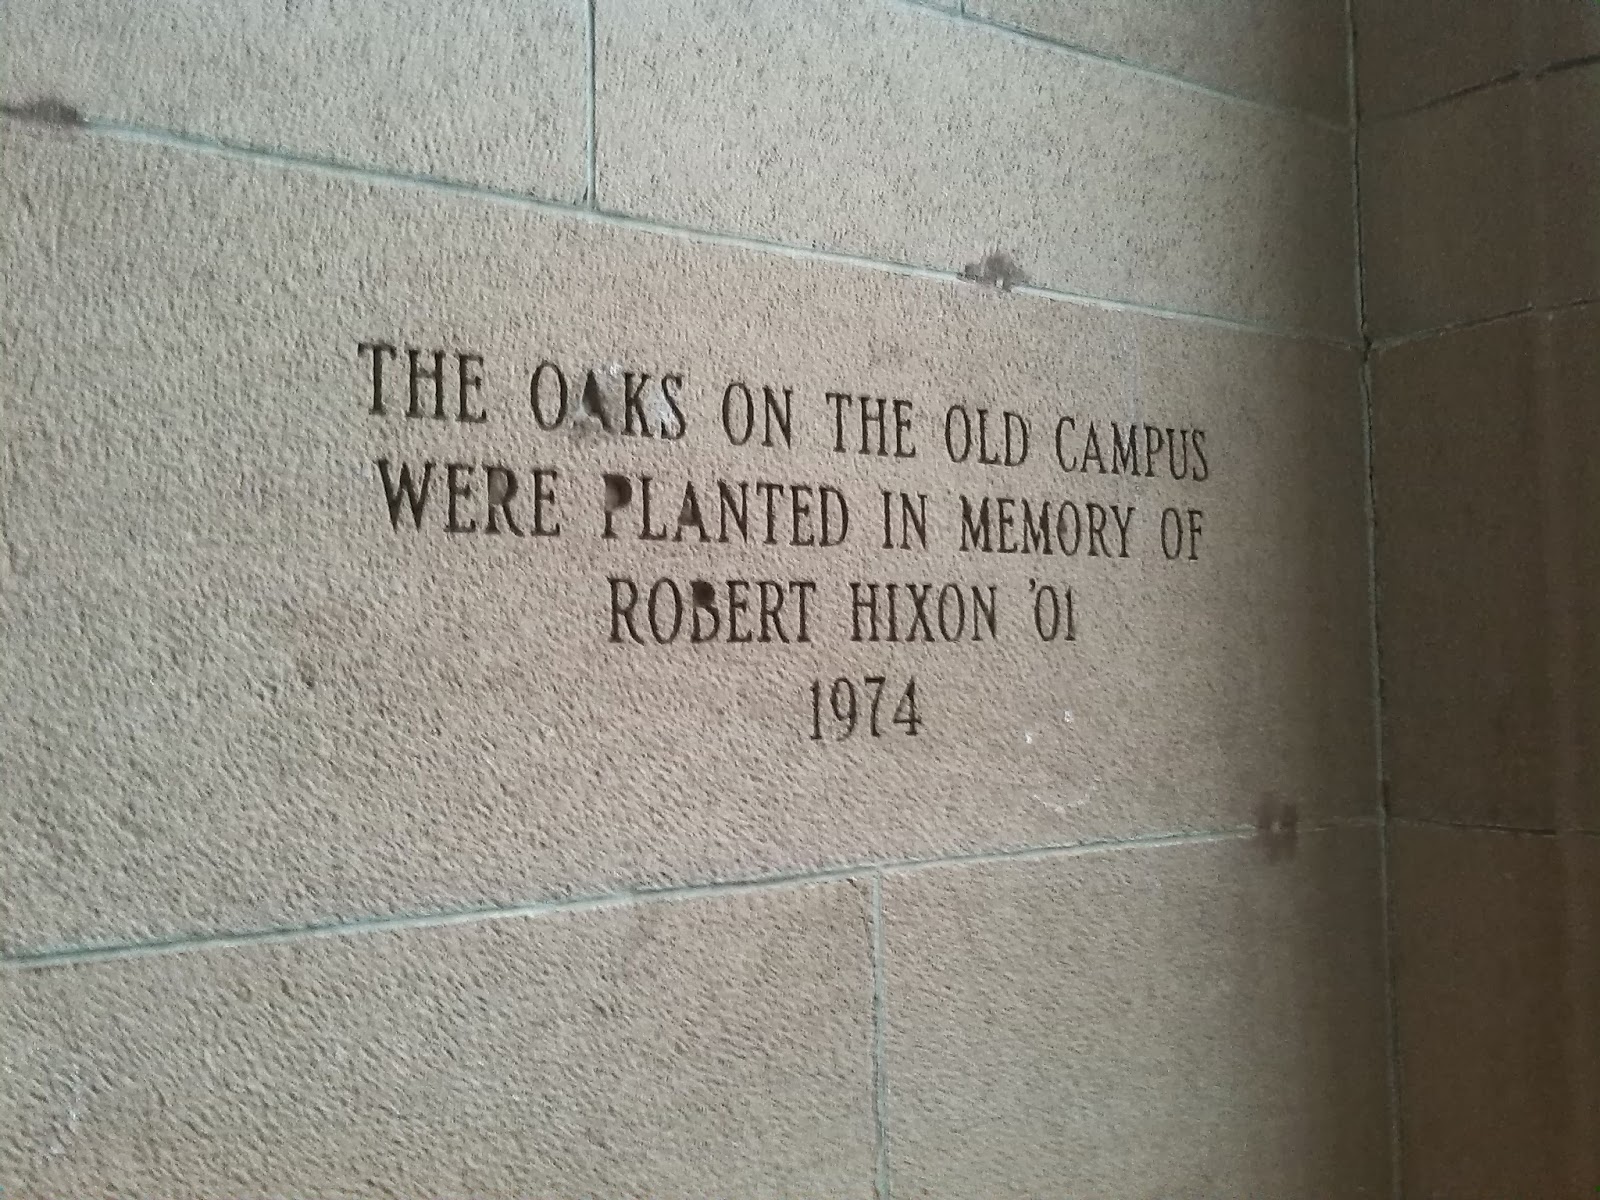 THE OAKS ON THE OLD CAMPUS
WERE PLANTED IN MEMORY OF
ROBERT HIXON '01
1974